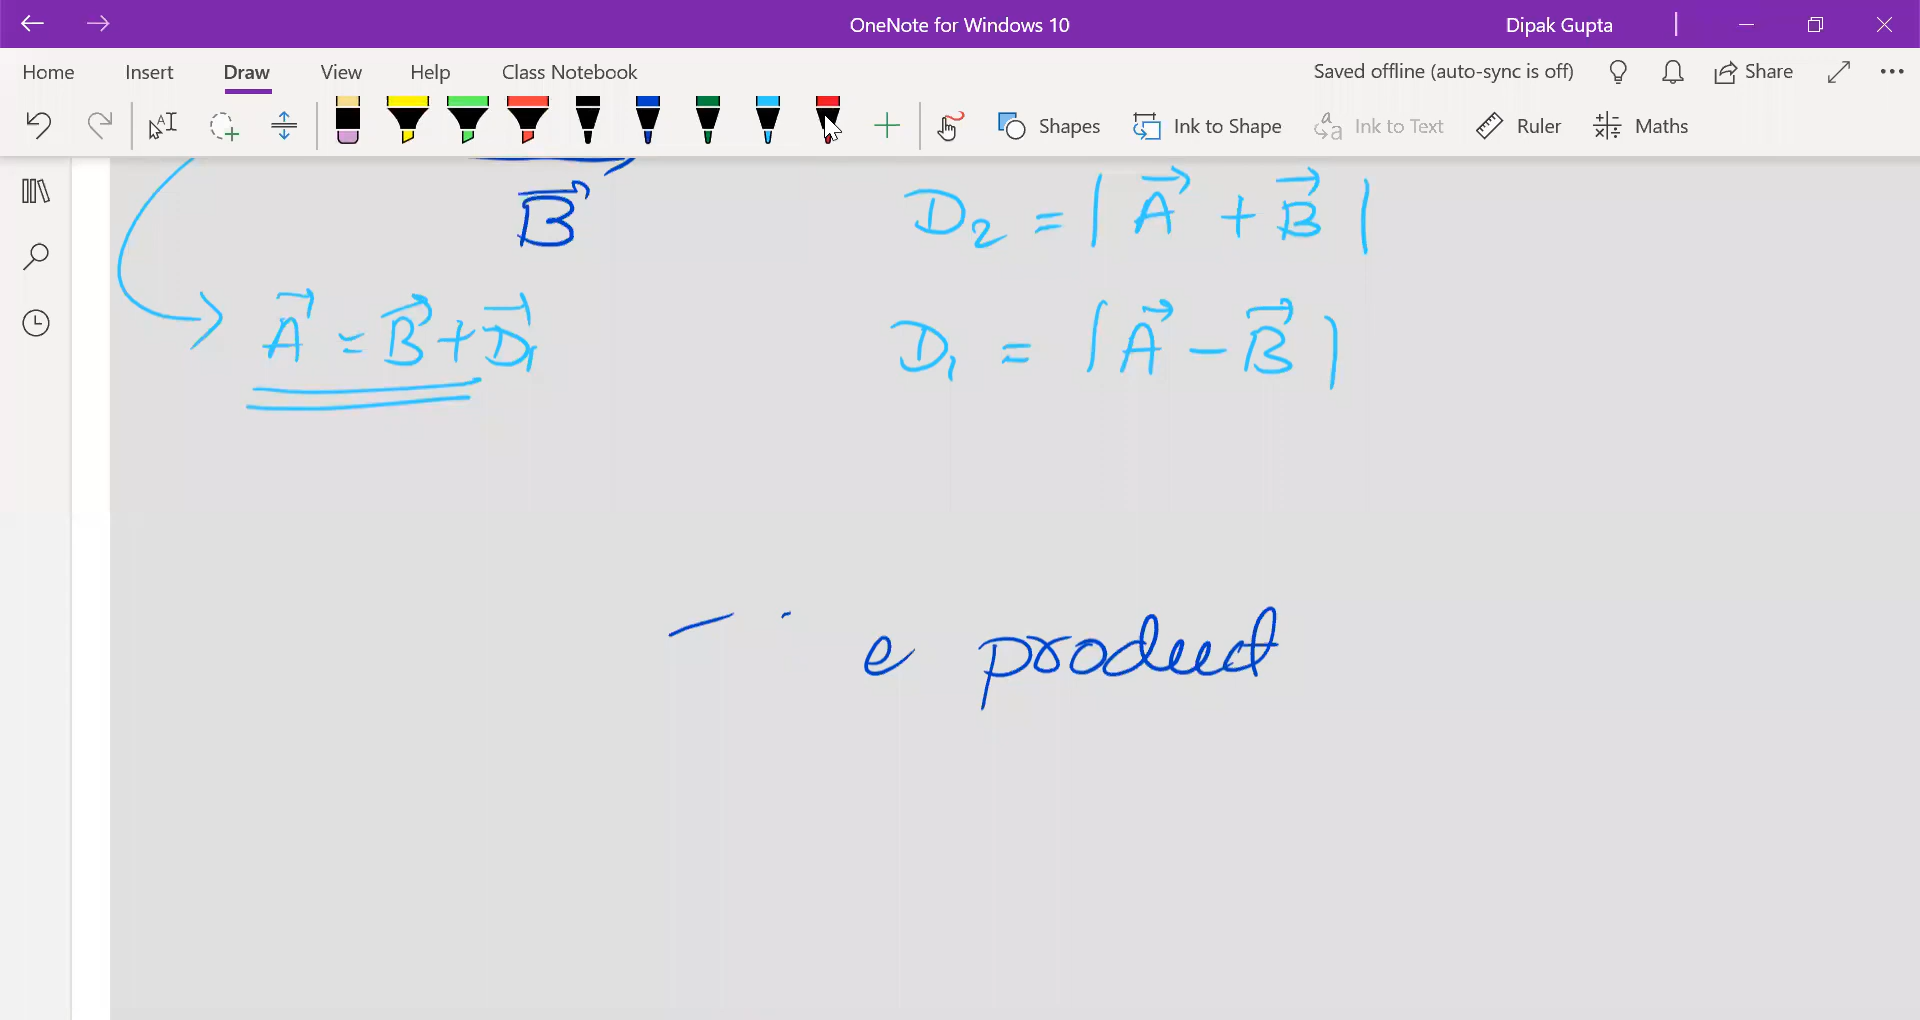 OneNote for Windows 10
Dipak Gupta
Home Insert Draw View Help Class Notebook
Saved offline (auto-sync is off) Share
Shapes Ink to Shape Ink to Text Ruler Maths
B⃗
D₂ = | A⃗ + B⃗ |
A⃗ = B⃗ + D⃗₁
D₁ = | A⃗ − B⃗ |
e product